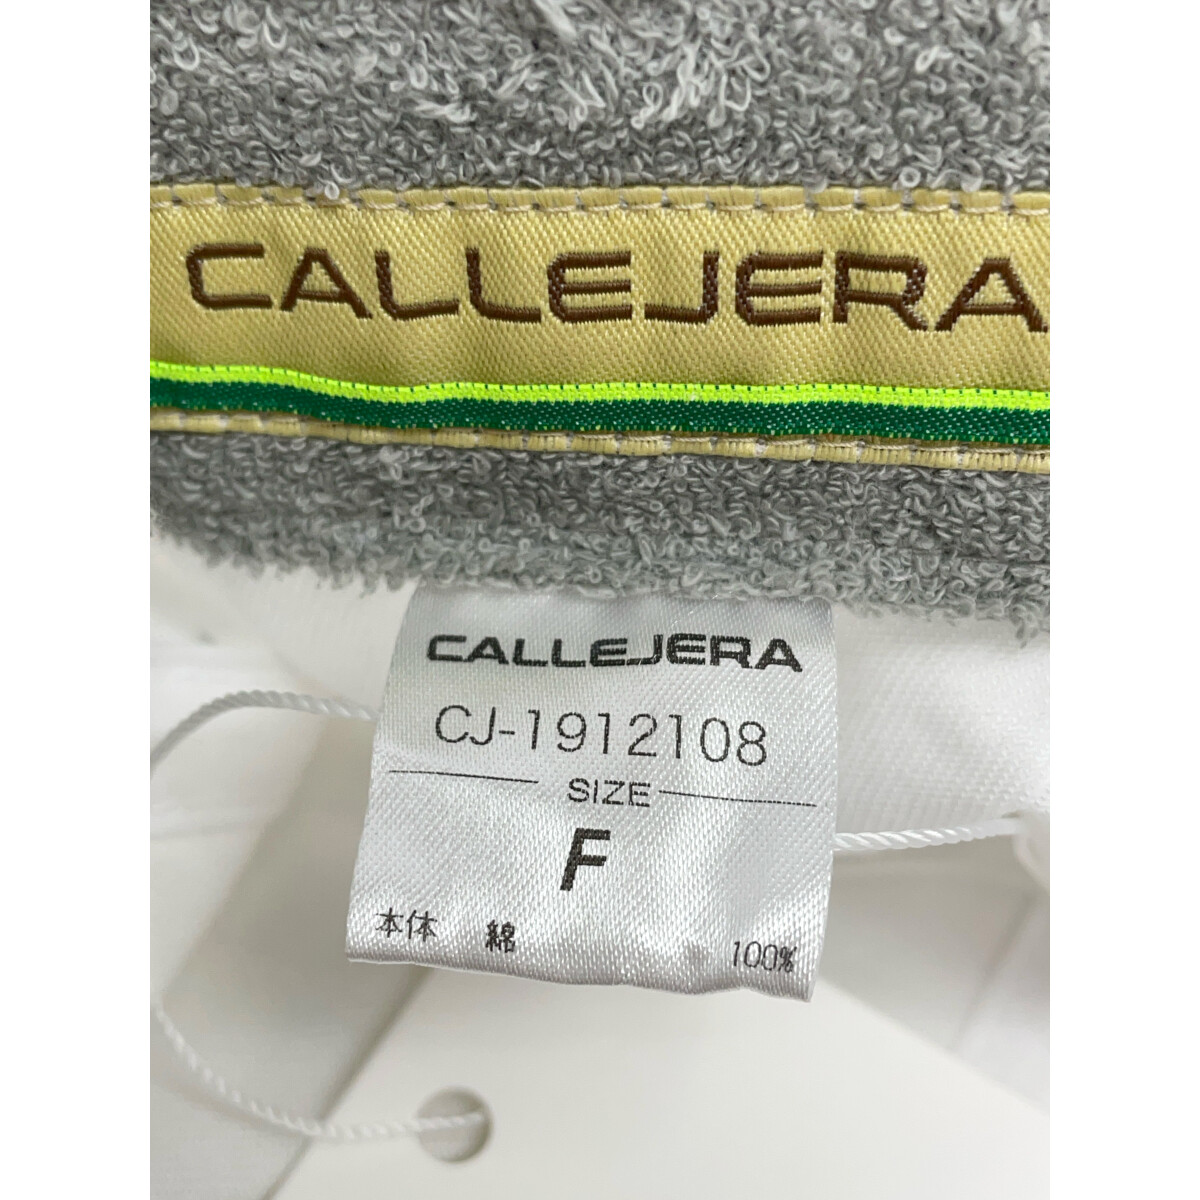 CALLEJERA
CALLEJERA
CJ-1912108
SIZE
F
本体 綿 100%